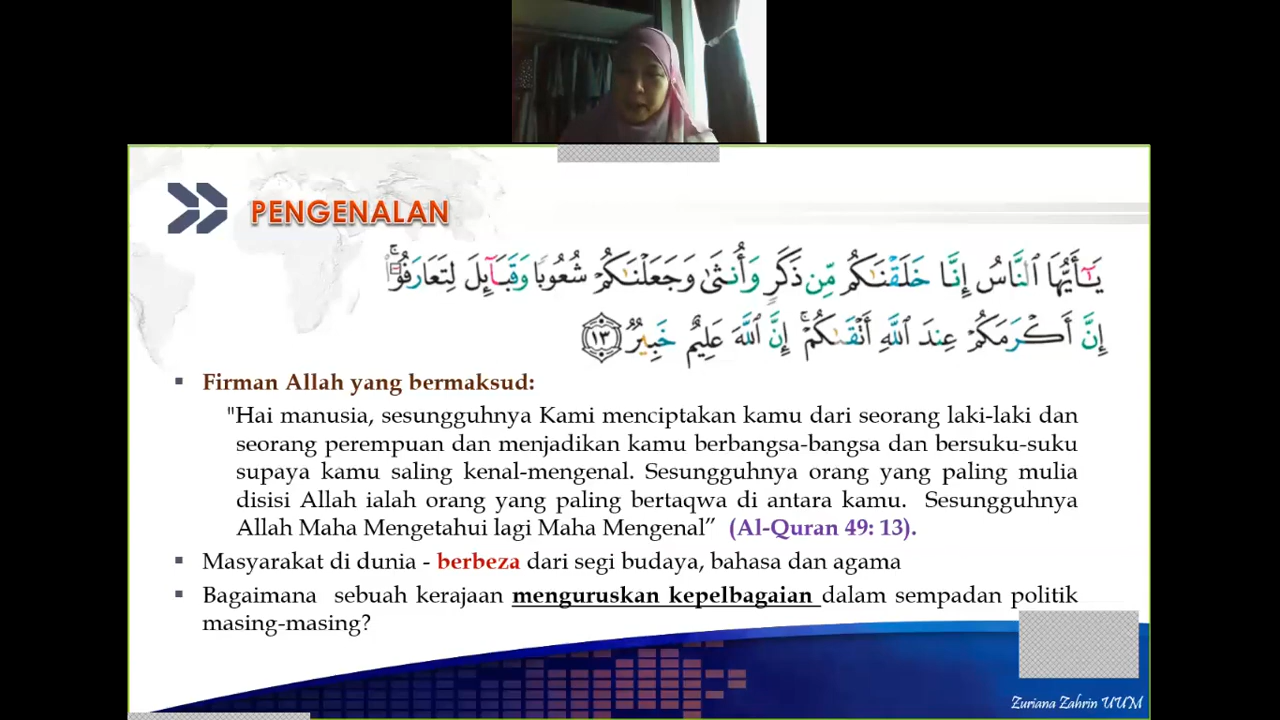 PENGENALAN
يَـٰٓأَيُّهَا ٱلنَّاسُ إِنَّا خَلَقْنَـٰكُم مِّن ذَكَرٍ وَأُنثَىٰ وَجَعَلْنَـٰكُمْ شُعُوبًا وَقَبَآئِلَ لِتَعَارَفُوٓا۟ ۚ
إِنَّ أَكْرَمَكُمْ عِندَ ٱللَّهِ أَتْقَىٰكُمْ ۚ إِنَّ ٱللَّهَ عَلِيمٌ خَبِيرٌ ١٣
▪ Firman Allah yang bermaksud:
"Hai manusia, sesungguhnya Kami menciptakan kamu dari seorang laki-laki dan
seorang perempuan dan menjadikan kamu berbangsa-bangsa dan bersuku-suku
supaya kamu saling kenal-mengenal. Sesungguhnya orang yang paling mulia
disisi Allah ialah orang yang paling bertaqwa di antara kamu. Sesungguhnya
Allah Maha Mengetahui lagi Maha Mengenal” (Al-Quran 49: 13).
▪ Masyarakat di dunia - berbeza dari segi budaya, bahasa dan agama
▪ Bagaimana sebuah kerajaan menguruskan kepelbagaian dalam sempadan politik
masing-masing?
Zuriana Zahrin UUM